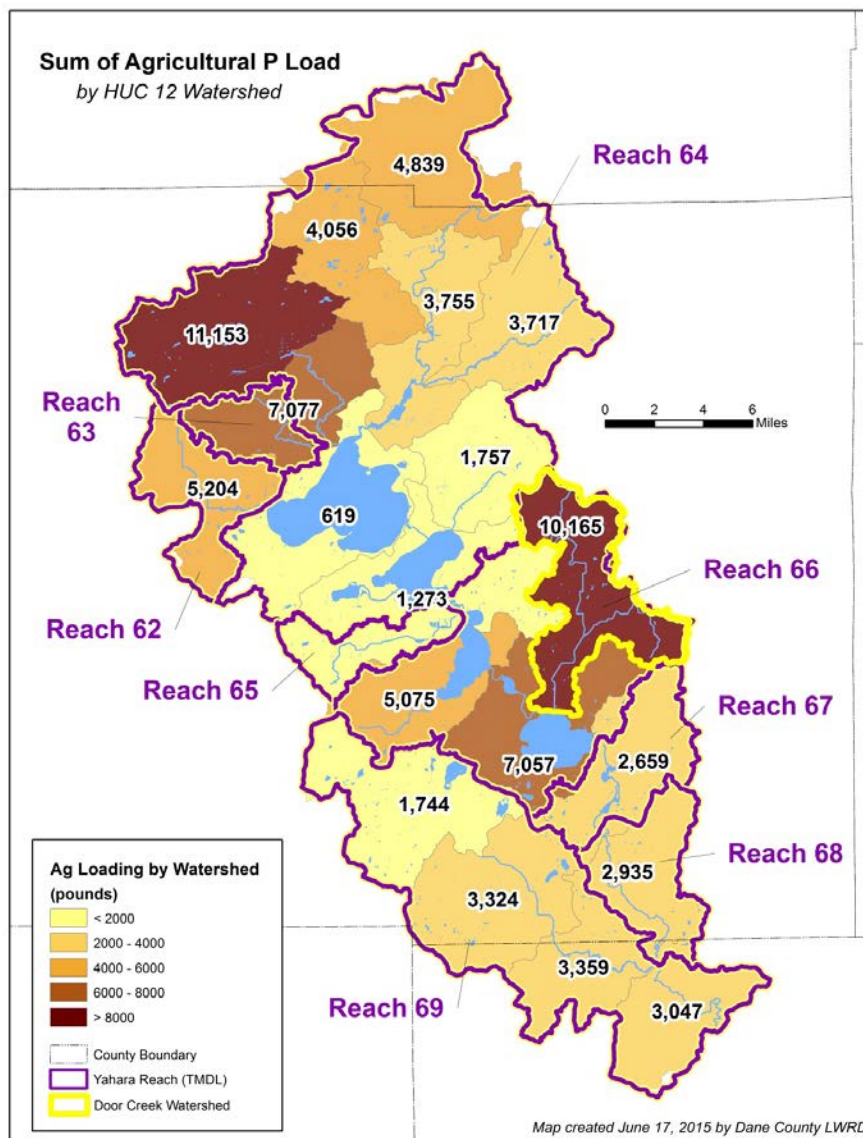 Sum of Agricultural P Load
by HUC 12 Watershed
4,839
Reach 64
4,056
3,755
3,717
11,153
Reach
63
7,077
0 2 4 6
Miles
5,204
1,757
619
10,165
Reach 66
1,273
Reach 62
Reach 65
5,075
Reach 67
7,057
2,659
1,744
2,935
Reach 68
3,324
3,359
Reach 69
3,047
Ag Loading by Watershed
(pounds)
< 2000
2000 - 4000
4000 - 6000
6000 - 8000
> 8000
County Boundary
Yahara Reach (TMDL)
Door Creek Watershed
Map created June 17, 2015 by Dane County LWRD